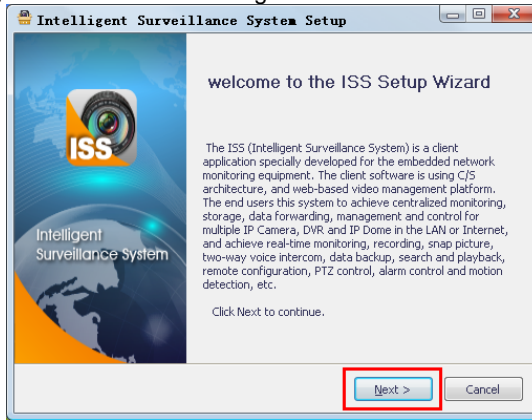 Intelligent Surveillance System Setup
welcome to the ISS Setup Wizard
ISS
The ISS (Intelligent Surveillance System) is a client
application specially developed for the embedded network
monitoring equipment. The client software is using C/S
architecture, and web-based video management platform.
The end users this system to achieve centralized monitoring,
storage, data forwarding, management and control for
multiple IP Camera, DVR and IP Dome in the LAN or Internet,
and achieve real-time monitoring, recording, snap picture,
two-way voice intercom, data backup, search and playback,
remote configuration, PTZ control, alarm control and motion
detection, etc.
Intelligent
Surveillance System
Click Next to continue.
Next >
Cancel